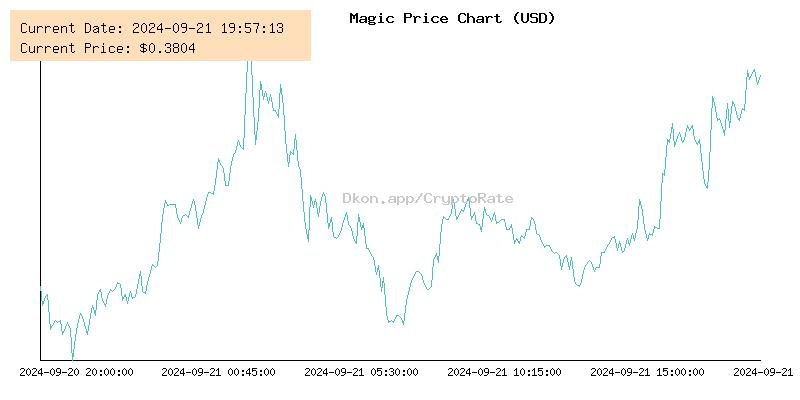 Magic Price Chart (USD)
Current Date: 2024-09-21 19:57:13
Current Price: $0.3804
Dkon.app/CryptoRate
2024-09-20 20:00:00 2024-09-21 00:45:00 2024-09-21 05:30:00 2024-09-21 10:15:00 2024-09-21 15:00:00 2024-09-21